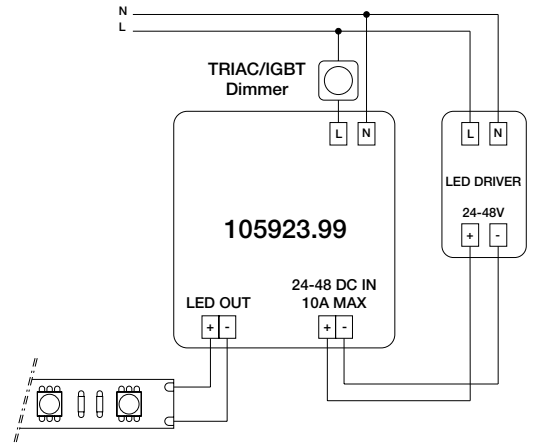 N
L
TRIAC/IGBT
Dimmer
L N
L N
LED DRIVER
24-48V
+ -
105923.99
24-48 DC IN
10A MAX
LED OUT
+ -
+ -